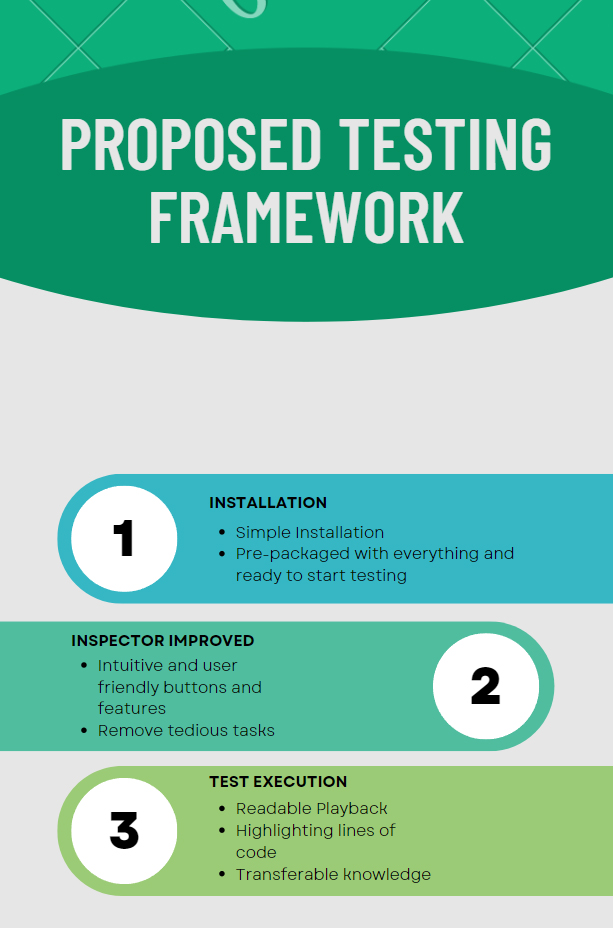 PROPOSED TESTING
FRAMEWORK
1
INSTALLATION
• Simple Installation
• Pre-packaged with everything and
ready to start testing
INSPECTOR IMPROVED
• Intuitive and user
friendly buttons and
features
• Remove tedious tasks
2
3
TEST EXECUTION
• Readable Playback
• Highlighting lines of
code
• Transferable knowledge